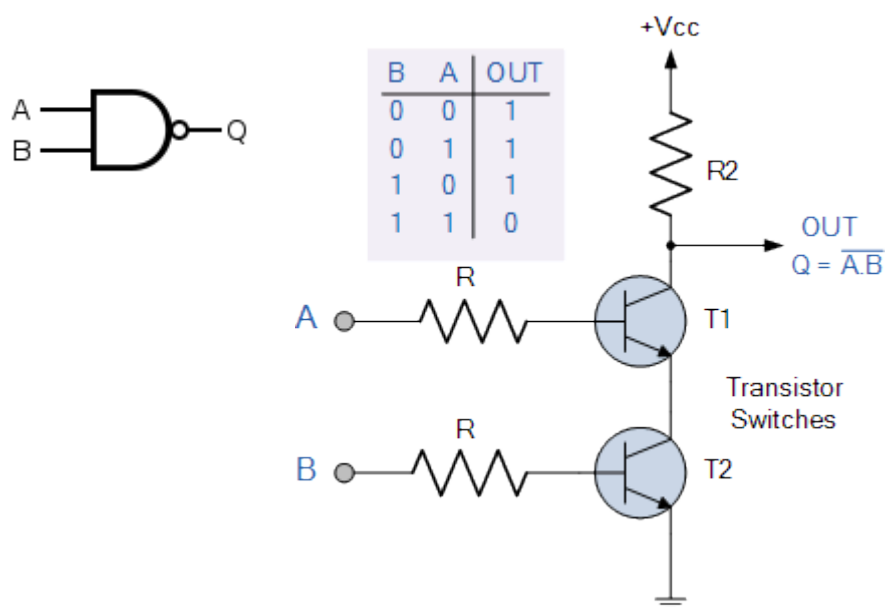 +Vcc
A
B
Q
B A OUT
0 0 1
0 1 1
1 0 1
1 1 0
R2
OUT
Q = A.B
R
A
T1
Transistor
Switches
R
B
T2